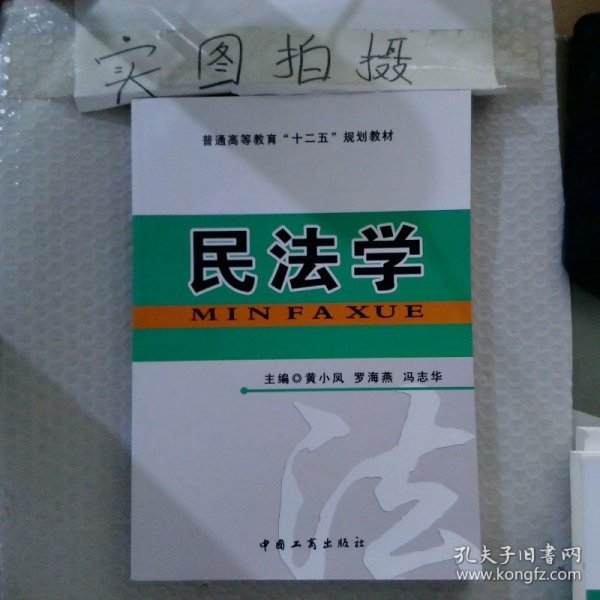 实图拍摄
普通高等教育“十二五”规划教材
民法学
MIN FA XUE
主编◎黄小凤 罗海燕 冯志华
法
中国工商出版社
孔夫子旧书网
www.kongfz.com